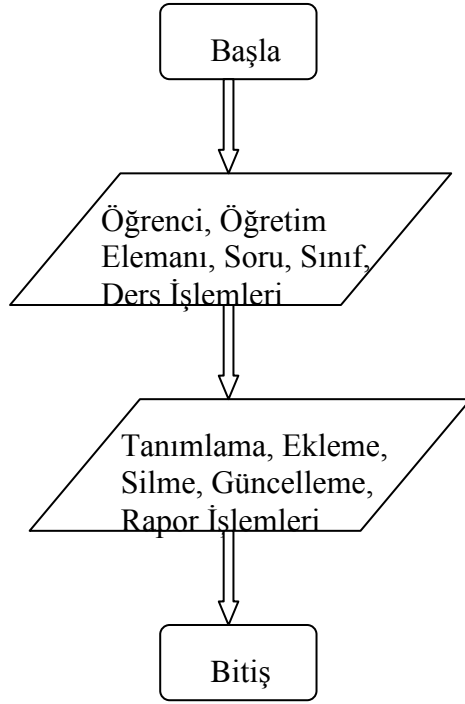 Başla
Öğrenci, Öğretim
Elemanı, Soru, Sınıf,
Ders İşlemleri
Tanımlama, Ekleme,
Silme, Güncelleme,
Rapor İşlemleri
Bitiş